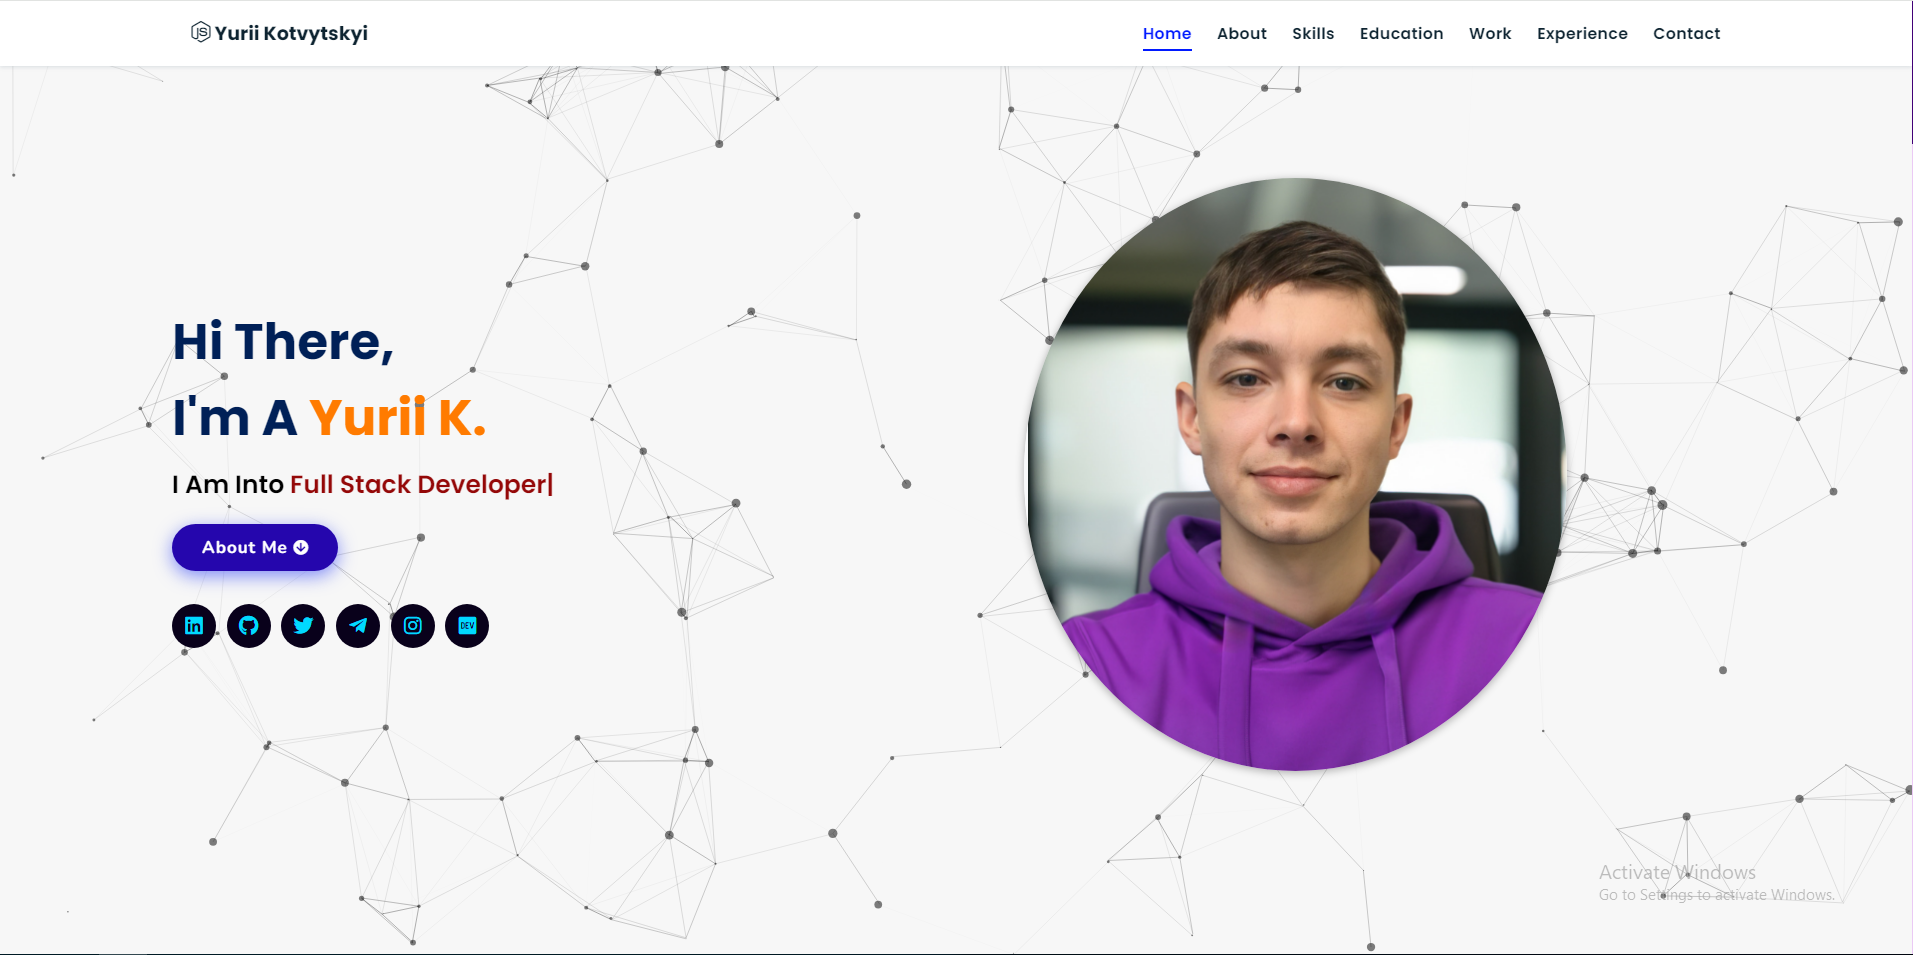 Yurii Kotvytskyi
Home About Skills Education Work Experience Contact
Hi There,
I'm A Yurii K.
I Am Into Full Stack Developer|
About Me
DEV
Activate Windows
Go to Settings to activate Windows.